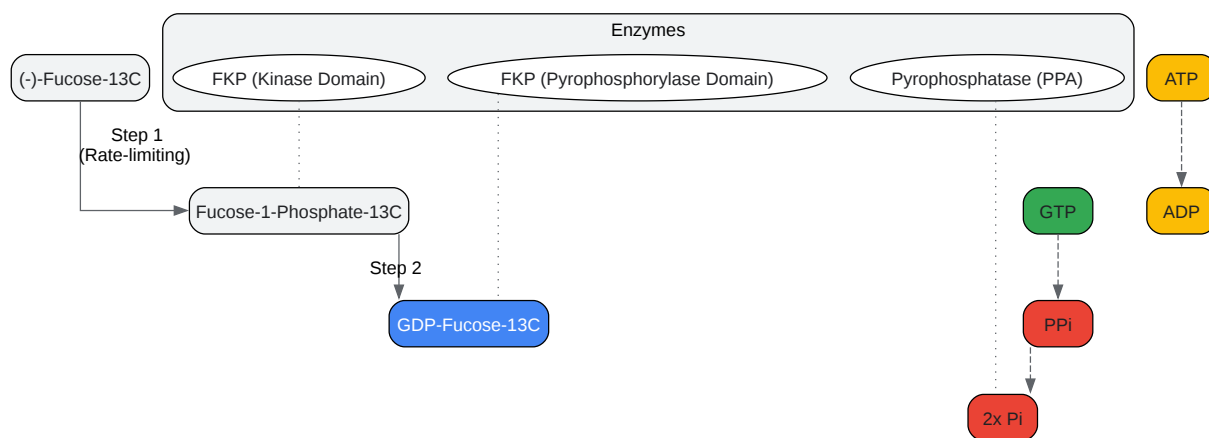 Enzymes
(-)-Fucose-13C
FKP (Kinase Domain)
FKP (Pyrophosphorylase Domain)
Pyrophosphatase (PPA)
ATP
Step 1
(Rate-limiting)
Fucose-1-Phosphate-13C
GTP
ADP
Step 2
GDP-Fucose-13C
PPi
2x Pi